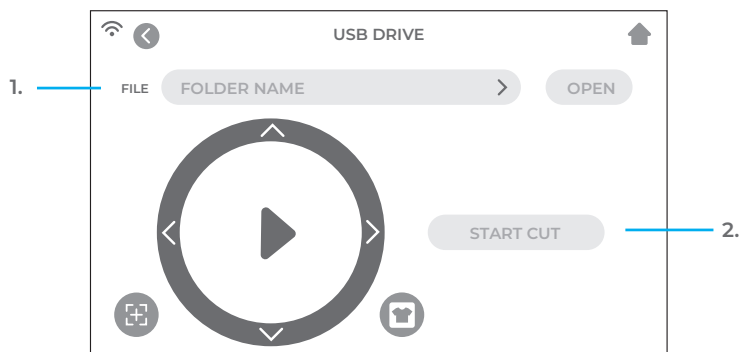 USB DRIVE
1.
FILE
FOLDER NAME
OPEN
START CUT
2.